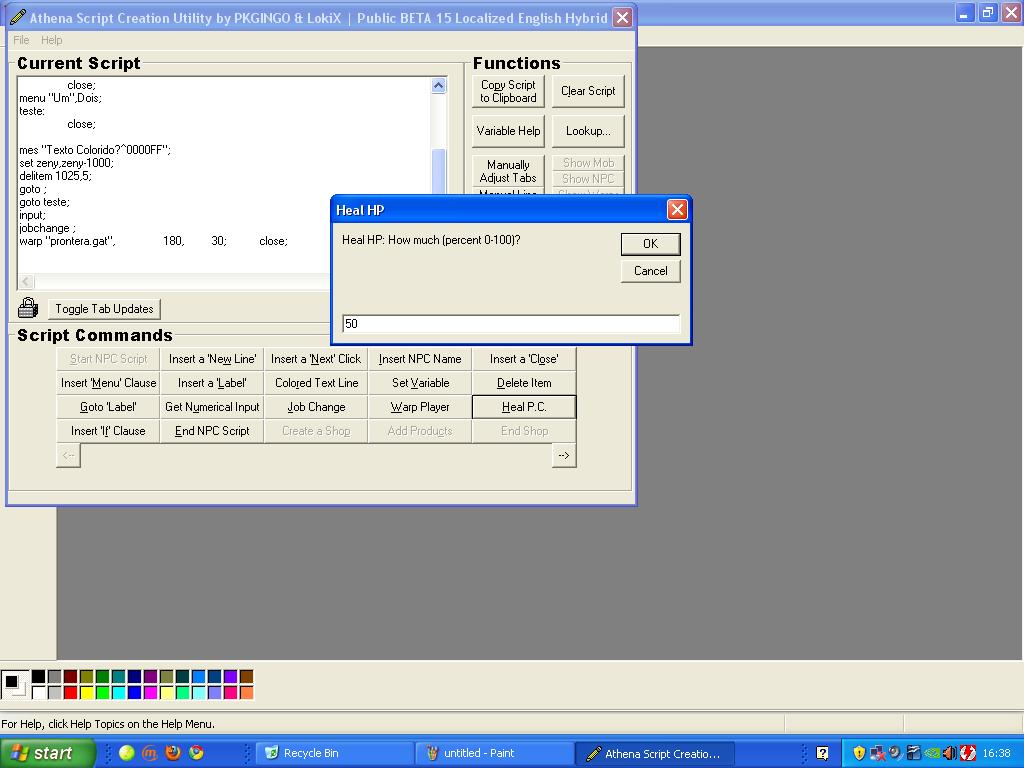 Athena Script Creation Utility by PKGINGO & LokiX | Public BETA 15 Localized English Hybrid
File Help
Current Script
close;
menu "Um",Dois;
teste:
close;
mes "Texto Colorido?^0000FF";
set zeny,zeny-1000;
delitem 1025,5;
goto ;
goto teste;
input;
jobchange ;
warp "prontera.gat", 180, 30; close;
Toggle Tab Updates
Functions
Copy Script to Clipboard
Clear Script
Variable Help
Lookup...
Manually Adjust Tabs
Show Mob
Show NPC
Heal HP
Heal HP: How much (percent 0-100)?
OK
Cancel
50
Script Commands
Start NPC Script Insert a 'New Line' Insert a 'Next' Click Insert NPC Name Insert a 'Close'
Insert 'Menu' Clause Insert a 'Label' Colored Text Line Set Variable Delete Item
Goto 'Label' Get Numerical Input Job Change Warp Player Heal P.C.
Insert 'If' Clause End NPC Script Create a Shop Add Products End Shop
<-- -->
For Help, click Help Topics on the Help Menu.
start Recycle Bin untitled - Paint Athena Script Creatio... 16:38